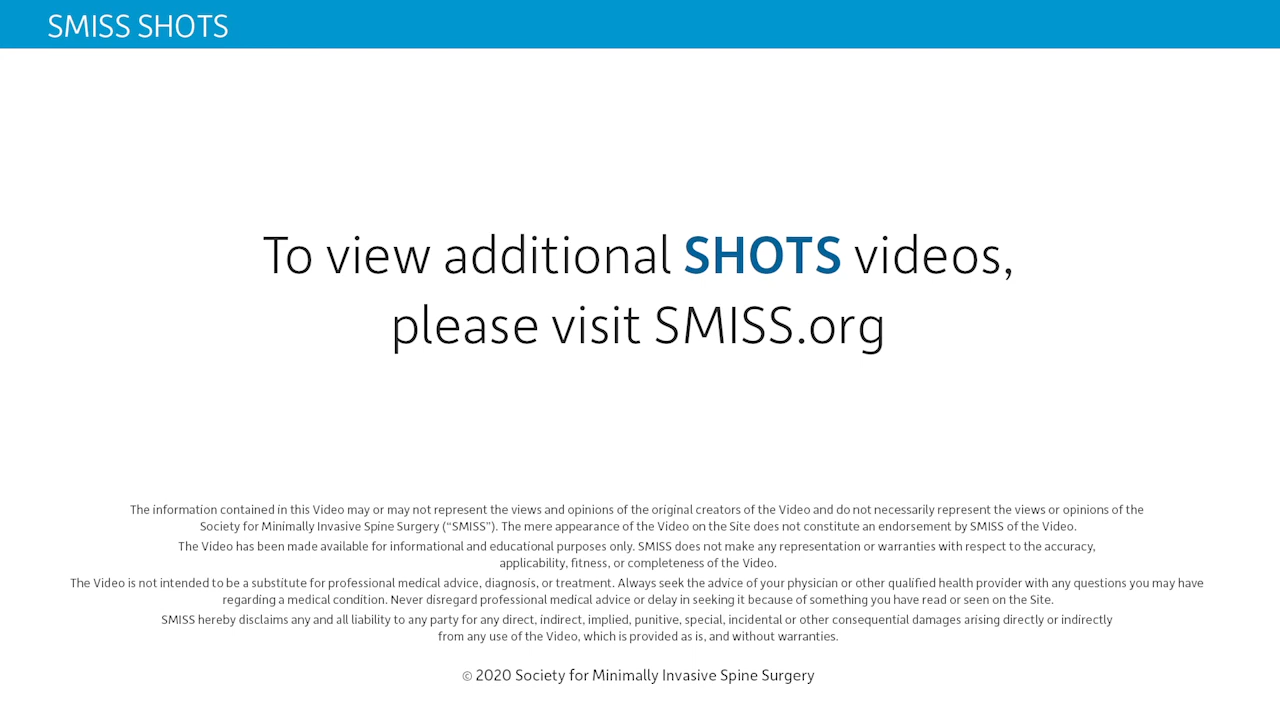 SMISS SHOTS
To view additional SHOTS videos,
please visit SMISS.org
The information contained in this Video may or may not represent the views and opinions of the original creators of the Video and do not necessarily represent the views or opinions of the
Society for Minimally Invasive Spine Surgery (“SMISS”). The mere appearance of the Video on the Site does not constitute an endorsement by SMISS of the Video.
The Video has been made available for informational and educational purposes only. SMISS does not make any representation or warranties with respect to the accuracy,
applicability, fitness, or completeness of the Video.
The Video is not intended to be a substitute for professional medical advice, diagnosis, or treatment. Always seek the advice of your physician or other qualified health provider with any questions you may have
regarding a medical condition. Never disregard professional medical advice or delay in seeking it because of something you have read or seen on the Site.
SMISS hereby disclaims any and all liability to any party for any direct, indirect, implied, punitive, special, incidental or other consequential damages arising directly or indirectly
from any use of the Video, which is provided as is, and without warranties.
© 2020 Society for Minimally Invasive Spine Surgery